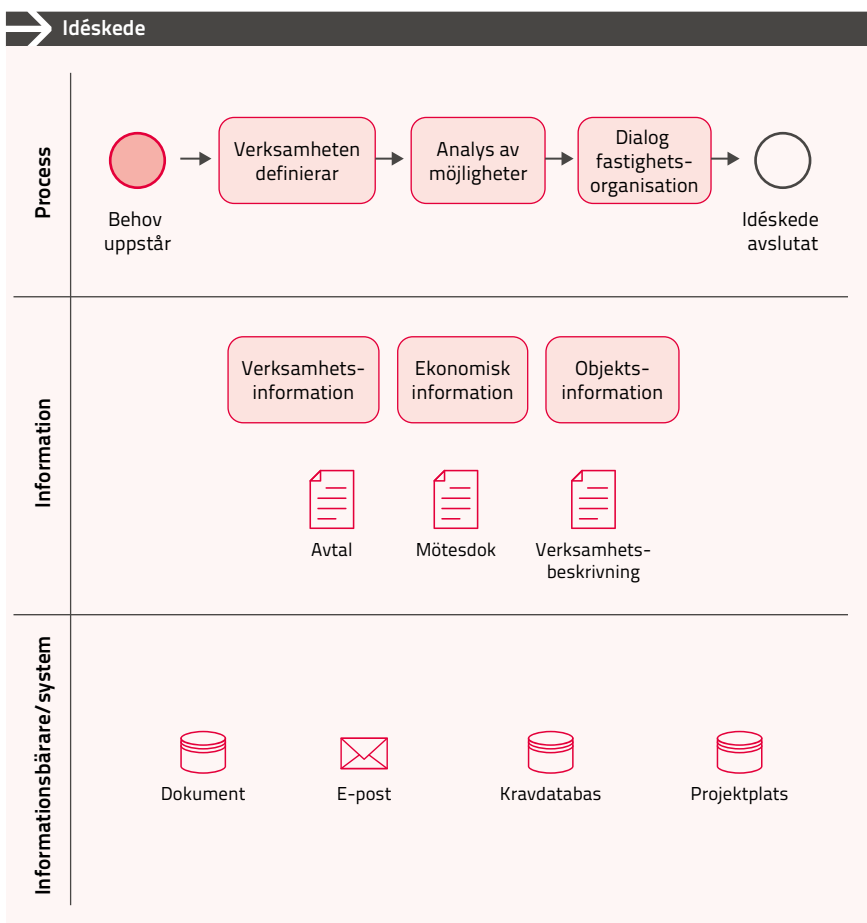 Idéskede
Process
Verksamheten
definierar
Analys av
möjligheter
Dialog
fastighets-
organisation
Behov
uppstår
Idéskede
avslutat
Information
Verksamhets-
information
Ekonomisk
information
Objekts-
information
Avtal
Mötesdok
Verksamhets-
beskrivning
Informationsbärare/ system
Dokument
E-post
Kravdatabas
Projektplats